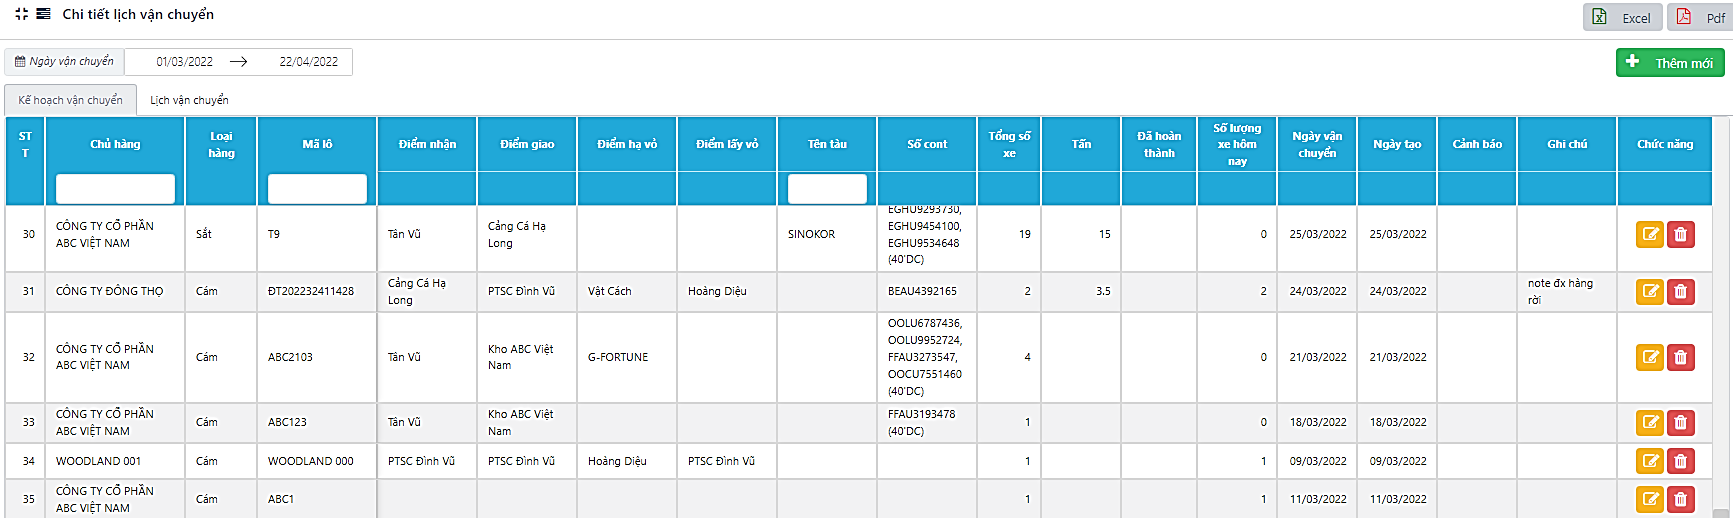 Chi tiết lịch vận chuyển
Excel
Pdf
Ngày vận chuyển 01/03/2022 → 22/04/2022
Thêm mới
Kế hoạch vận chuyển
Lịch vận chuyển
STT Chủ hàng Loại hàng Mã lô Điểm nhận Điểm giao Điểm hạ vỏ Điểm lấy vỏ Tên tàu Số cont Tổng số xe Tấn Đã hoàn thành Số lượng xe hôm nay Ngày vận chuyển Ngày tạo Cảnh báo Ghi chú Chức năng
30 CÔNG TY CỔ PHẦN ABC VIỆT NAM Sắt T9 Tân Vũ Cảng Cá Hạ Long SINOKOR EGHU9293730, EGHU9454100, EGHU9534648 (40'DC) 19 15 0 25/03/2022 25/03/2022
31 CÔNG TY ĐÔNG THỌ Cám ĐT202232411428 Cảng Cá Hạ Long PTSC Đình Vũ Vật Cách Hoàng Diệu BEAU4392165 2 3.5 2 24/03/2022 24/03/2022 note đx hàng rời
32 CÔNG TY CỔ PHẦN ABC VIỆT NAM Cám ABC2103 Tân Vũ Kho ABC Việt Nam G-FORTUNE OOLU6787436, OOLU9952724, FFAU3273547, OOCU7551460 (40'DC) 4 0 21/03/2022 21/03/2022
33 CÔNG TY CỔ PHẦN ABC VIỆT NAM Cám ABC123 Tân Vũ Kho ABC Việt Nam FFAU3193478 (40'DC) 1 0 18/03/2022 18/03/2022
34 WOODLAND 001 Cám WOODLAND 000 PTSC Đình Vũ PTSC Đình Vũ Hoàng Diệu PTSC Đình Vũ 1 1 09/03/2022 09/03/2022
35 CÔNG TY CỔ PHẦN ABC VIỆT NAM Cám ABC1 1 1 11/03/2022 11/03/2022